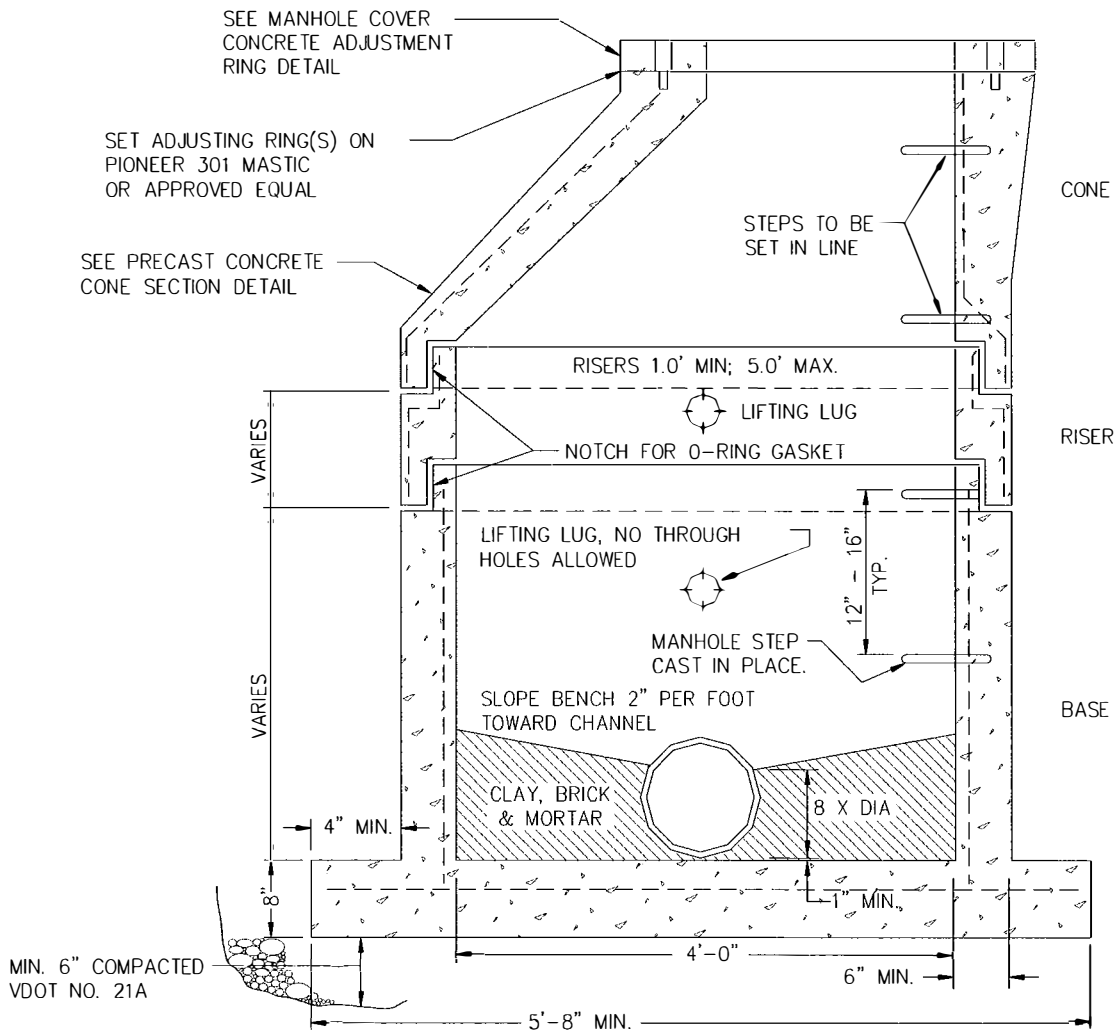 SEE MANHOLE COVER
CONCRETE ADJUSTMENT
RING DETAIL
SET ADJUSTING RING(S) ON
PIONEER 301 MASTIC
OR APPROVED EQUAL
CONE
STEPS TO BE
SET IN LINE
SEE PRECAST CONCRETE
CONE SECTION DETAIL
RISERS 1.0' MIN; 5.0' MAX.
LIFTING LUG
VARIES
RISER
NOTCH FOR O-RING GASKET
LIFTING LUG, NO THROUGH
HOLES ALLOWED
12" - 16"
TYP.
MANHOLE STEP
CAST IN PLACE.
VARIES
SLOPE BENCH 2" PER FOOT
TOWARD CHANNEL
BASE
CLAY, BRICK
& MORTAR
8 X DIA
4" MIN.
8"
1" MIN.
4'-0"
6" MIN.
MIN. 6" COMPACTED
VDOT NO. 21A
5'-8" MIN.